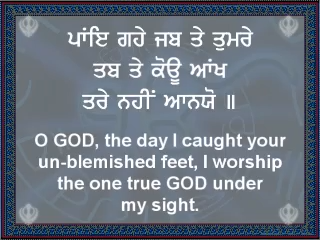 ਪਾਂਇ ਗਹੇ ਜਬ ਤੇ ਤੁਮਰੇ
ਤਬ ਤੇ ਕੋਊ ਆਂਖ
ਤਰੇ ਨਹੀਂ ਆਨਯੋ ॥
O GOD, the day I caught your
un-blemished feet, I worship
the one true GOD under
my sight.